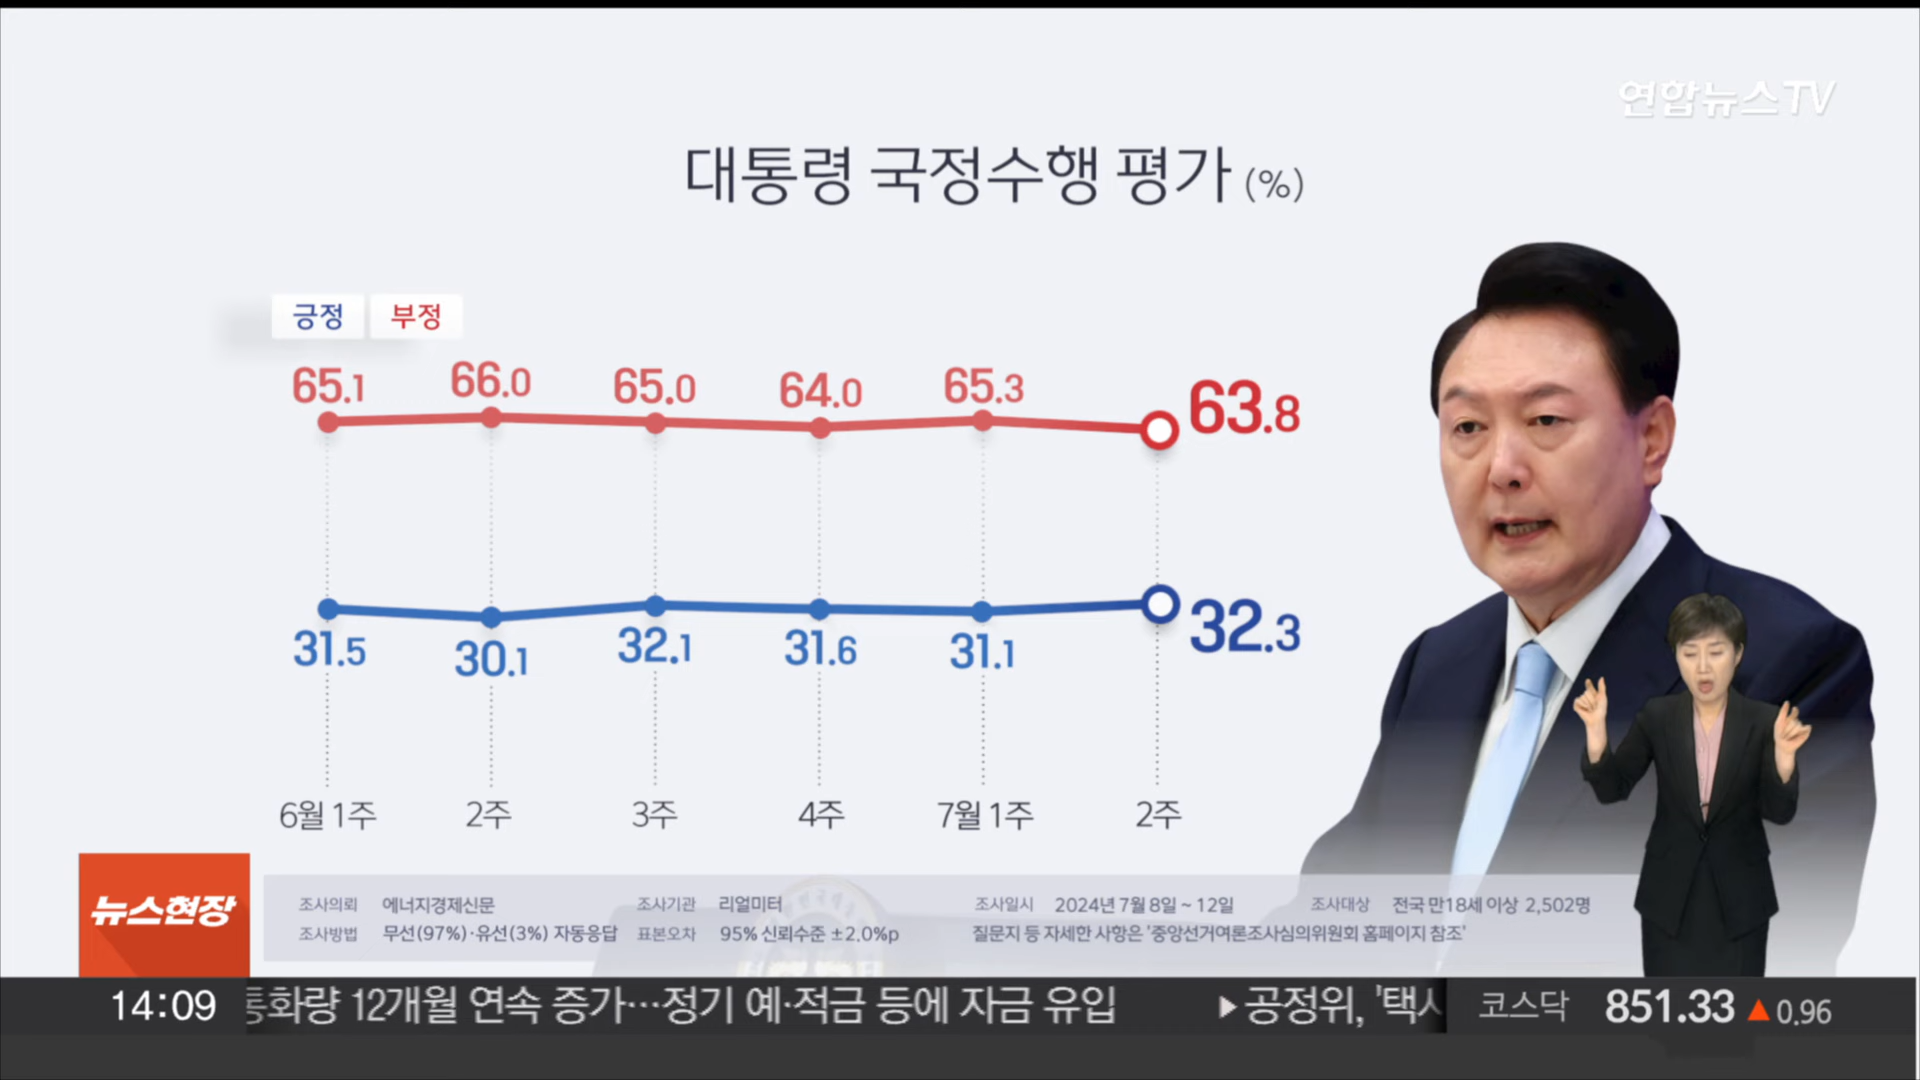 연합뉴스TV
대통령 국정수행 평가 (%)
긍정 부정
65.1 66.0 65.0 64.0 65.3 63.8
31.5 30.1 32.1 31.6 31.1 32.3
6월 1주 2주 3주 4주 7월 1주 2주
뉴스현장
조사의뢰 에너지경제신문 조사기관 리얼미터 조사일시 2024년 7월 8일 ~ 12일 조사대상 전국 만18세 이상 2,502명
조사방법 무선(97%)·유선(3%) 자동응답 표본오차 95% 신뢰수준 ±2.0%p 질문지 등 자세한 사항은 '중앙선거여론조사심의위원회 홈페이지 참조'
14:09 통화량 12개월 연속 증가…정기 예·적금 등에 자금 유입 ▶공정위, '택시 코스닥 851.33 ▲0.96